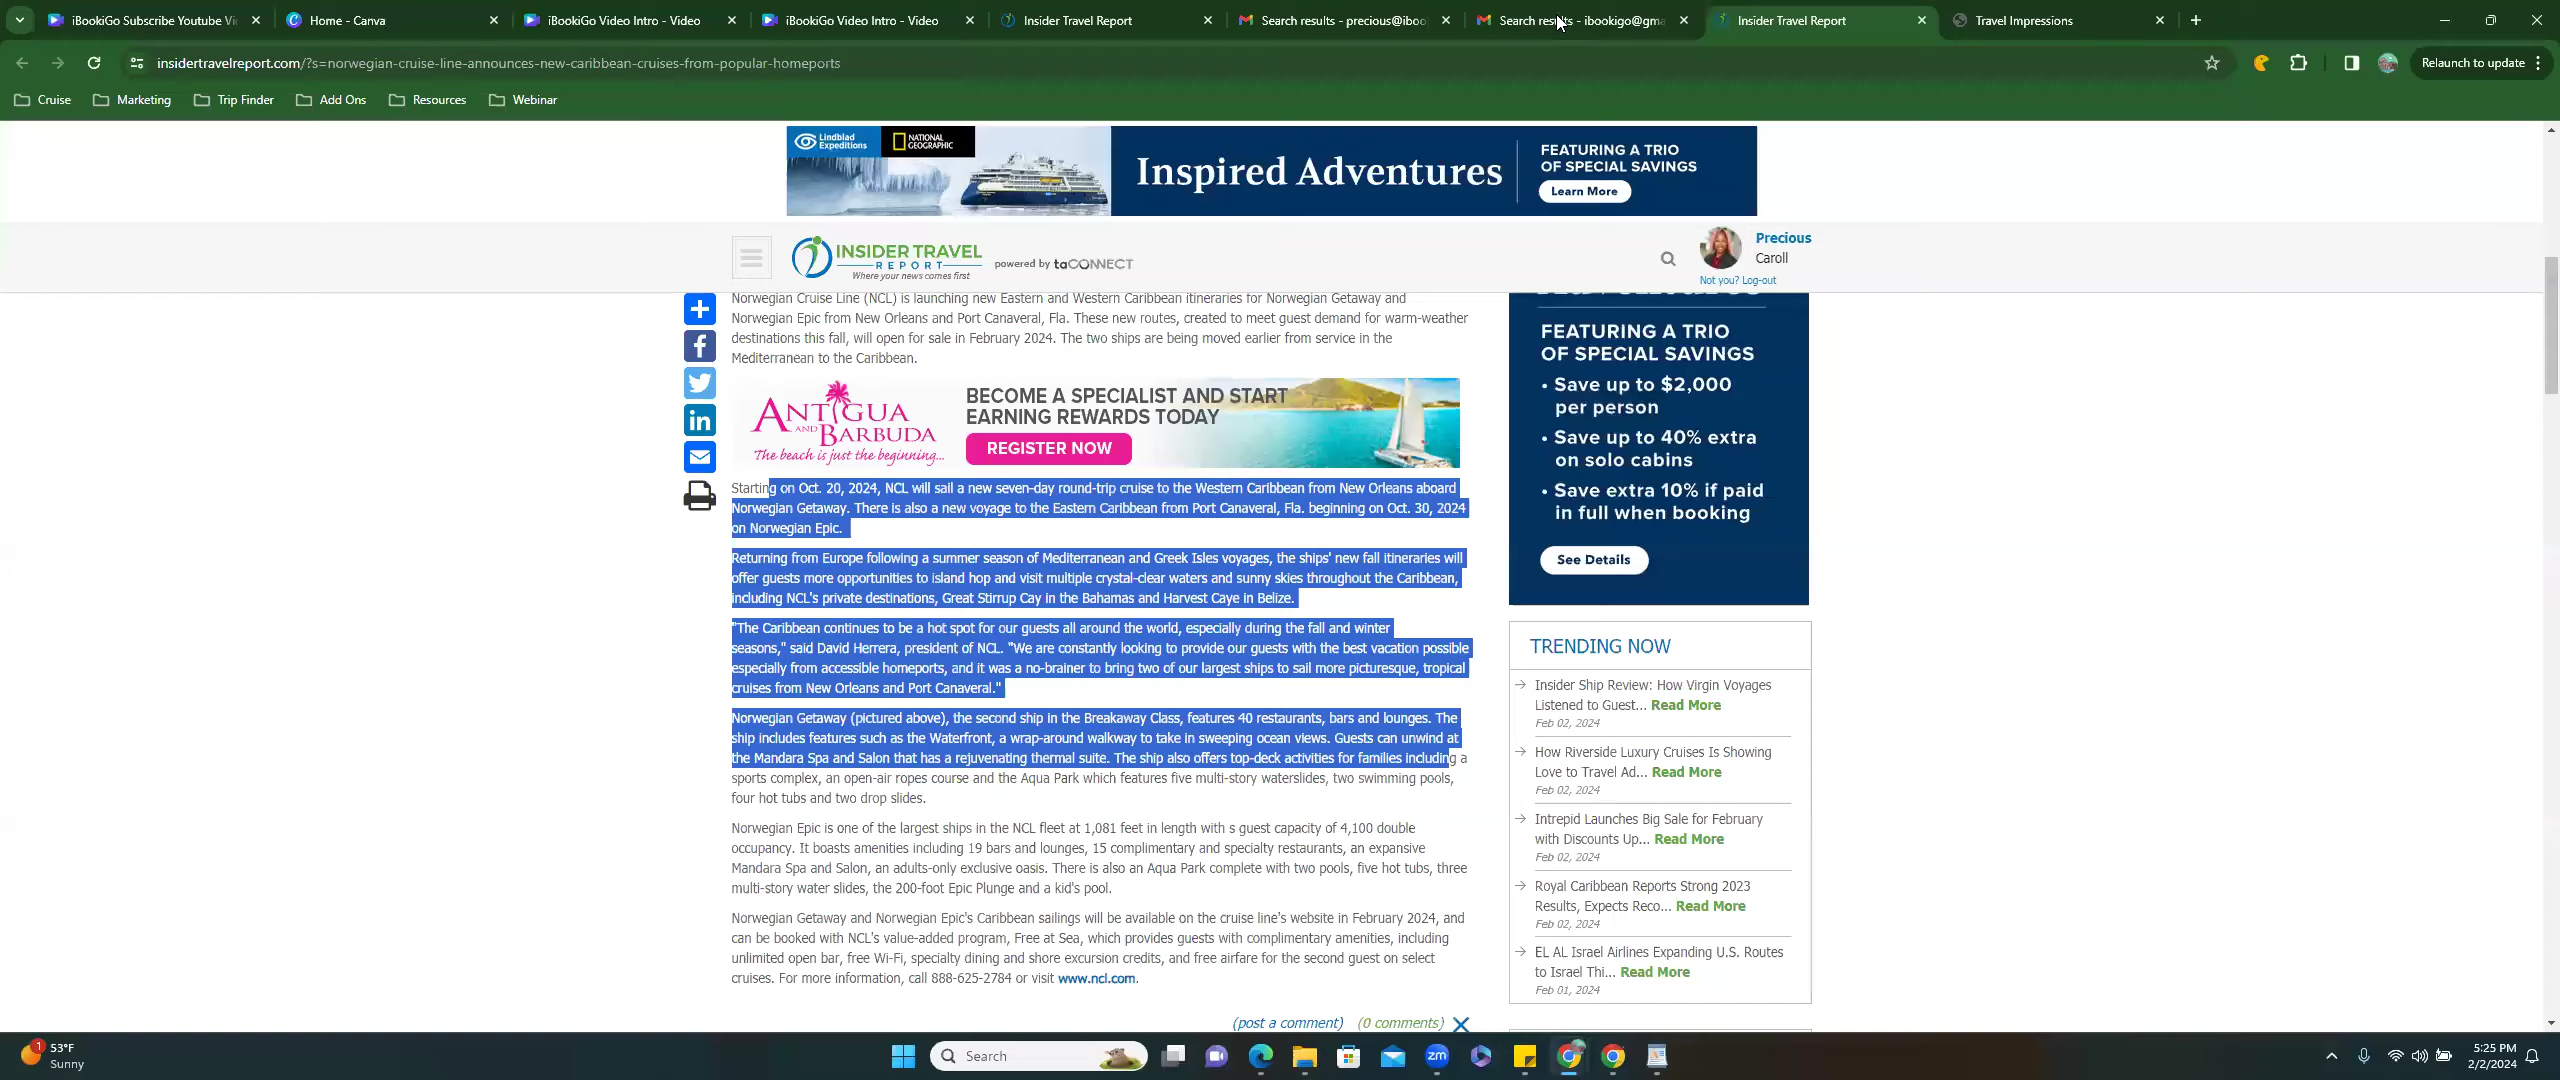 iBookiGo Subscribe Youtube Vi
Home - Canva
iBookiGo Video Intro - Video
iBookiGo Video Intro - Video
Insider Travel Report
Search results - precious@iboo
Search results - ibookigo@gma
Insider Travel Report
Travel Impressions
insidertravelreport.com/?s=norwegian-cruise-line-announces-new-caribbean-cruises-from-popular-homeports
Relaunch to update
Cruise
Marketing
Trip Finder
Add Ons
Resources
Webinar
Lindblad
Expeditions
NATIONAL
GEOGRAPHIC
Inspired Adventures
FEATURING A TRIO
OF SPECIAL SAVINGS
Learn More
INSIDER TRAVEL
REPORT
Where your news comes first
powered by taCONNECT
Precious
Caroll
Not you? Log-out
Norwegian Cruise Line (NCL) is launching new Eastern and Western Caribbean itineraries for Norwegian Getaway and
Norwegian Epic from New Orleans and Port Canaveral, Fla. These new routes, created to meet guest demand for warm-weather
destinations this fall, will open for sale in February 2024. The two ships are being moved earlier from service in the
Mediterranean to the Caribbean.
ANTIGUA
AND BARBUDA
The beach is just the beginning...
BECOME A SPECIALIST AND START
EARNING REWARDS TODAY
REGISTER NOW
Starting on Oct. 20, 2024, NCL will sail a new seven-day round-trip cruise to the Western Caribbean from New Orleans aboard
Norwegian Getaway. There is also a new voyage to the Eastern Caribbean from Port Canaveral, Fla. beginning on Oct. 30, 2024
on Norwegian Epic.
Returning from Europe following a summer season of Mediterranean and Greek Isles voyages, the ships' new fall itineraries will
offer guests more opportunities to island hop and visit multiple crystal-clear waters and sunny skies throughout the Caribbean,
including NCL's private destinations, Great Stirrup Cay in the Bahamas and Harvest Caye in Belize.
"The Caribbean continues to be a hot spot for our guests all around the world, especially during the fall and winter
seasons," said David Herrera, president of NCL. "We are constantly looking to provide our guests with the best vacation possible
especially from accessible homeports, and it was a no-brainer to bring two of our largest ships to sail more picturesque, tropical
cruises from New Orleans and Port Canaveral."
Norwegian Getaway (pictured above), the second ship in the Breakaway Class, features 40 restaurants, bars and lounges. The
ship includes features such as the Waterfront, a wrap-around walkway to take in sweeping ocean views. Guests can unwind at
the Mandara Spa and Salon that has a rejuvenating thermal suite. The ship also offers top-deck activities for families including a
sports complex, an open-air ropes course and the Aqua Park which features five multi-story waterslides, two swimming pools,
four hot tubs and two drop slides.
Norwegian Epic is one of the largest ships in the NCL fleet at 1,081 feet in length with s guest capacity of 4,100 double
occupancy. It boasts amenities including 19 bars and lounges, 15 complimentary and specialty restaurants, an expansive
Mandara Spa and Salon, an adults-only exclusive oasis. There is also an Aqua Park complete with two pools, five hot tubs, three
multi-story water slides, the 200-foot Epic Plunge and a kid's pool.
Norwegian Getaway and Norwegian Epic's Caribbean sailings will be available on the cruise line's website in February 2024, and
can be booked with NCL's value-added program, Free at Sea, which provides guests with complimentary amenities, including
unlimited open bar, free Wi-Fi, specialty dining and shore excursion credits, and free airfare for the second guest on select
cruises. For more information, call 888-625-2784 or visit www.ncl.com.
(post a comment) (0 comments)
FEATURING A TRIO
OF SPECIAL SAVINGS
• Save up to $2,000
per person
• Save up to 40% extra
on solo cabins
• Save extra 10% if paid
in full when booking
See Details
TRENDING NOW
Insider Ship Review: How Virgin Voyages
Listened to Guest... Read More
Feb 02, 2024
How Riverside Luxury Cruises Is Showing
Love to Travel Ad... Read More
Feb 02, 2024
Intrepid Launches Big Sale for February
with Discounts Up... Read More
Feb 02, 2024
Royal Caribbean Reports Strong 2023
Results, Expects Reco... Read More
Feb 02, 2024
EL AL Israel Airlines Expanding U.S. Routes
to Israel Thi... Read More
Feb 01, 2024
1
53°F
Sunny
Search
zm
5:25 PM
2/2/2024